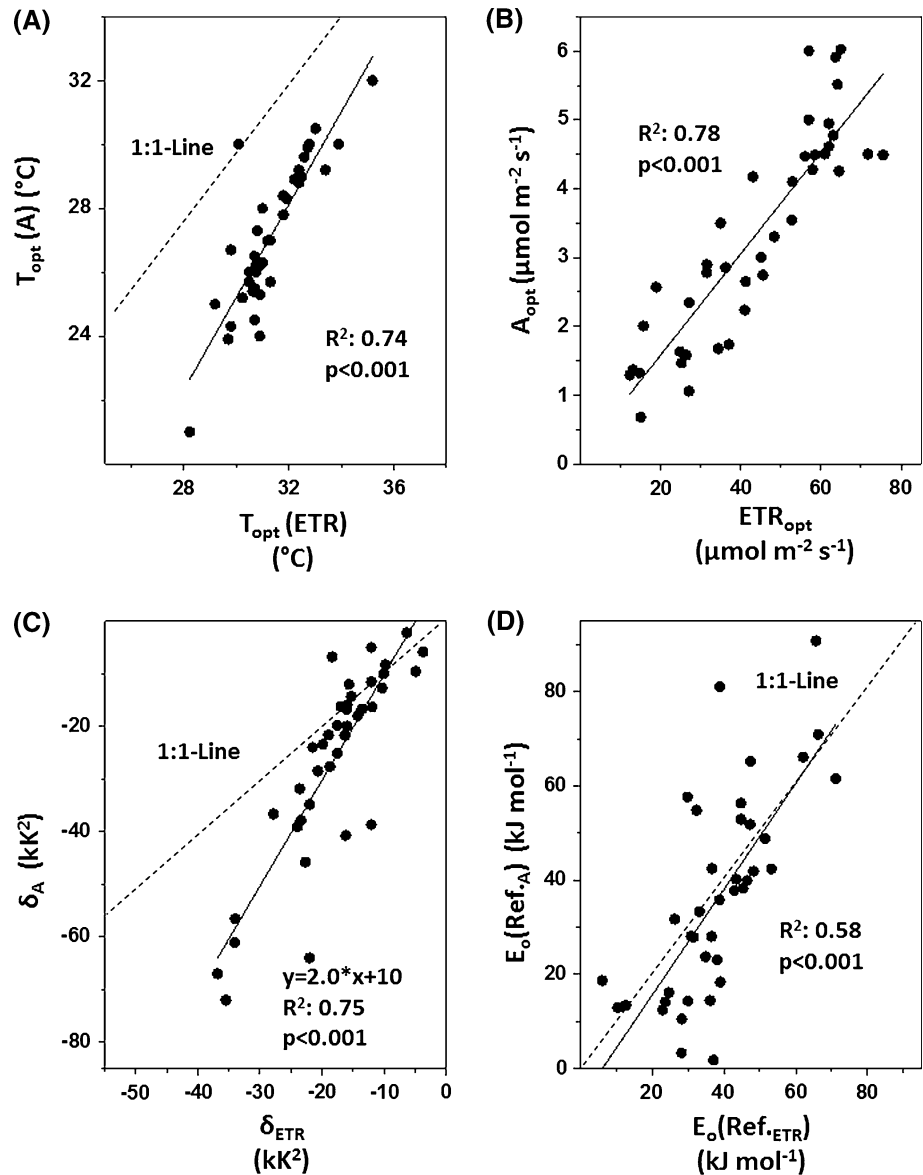 (A)
T_opt (A) (°C)
32
28
24
1:1-Line
R²: 0.74
p<0.001
28 32 36
T_opt (ETR)
(°C)
(B)
A_opt (µmol m⁻² s⁻¹)
6
5
4
3
2
1
0
R²: 0.78
p<0.001
20 40 60 80
ETR_opt
(µmol m⁻² s⁻¹)
(C)
δ_A (kK²)
-20
-40
-60
-80
1:1-Line
y=2.0*x+10
R²: 0.75
p<0.001
-50 -40 -30 -20 -10 0
δ_ETR
(kK²)
(D)
E_o(Ref._A) (kJ mol⁻¹)
80
60
40
20
0
1:1-Line
R²: 0.58
p<0.001
20 40 60 80
E_o(Ref._ETR)
(kJ mol⁻¹)